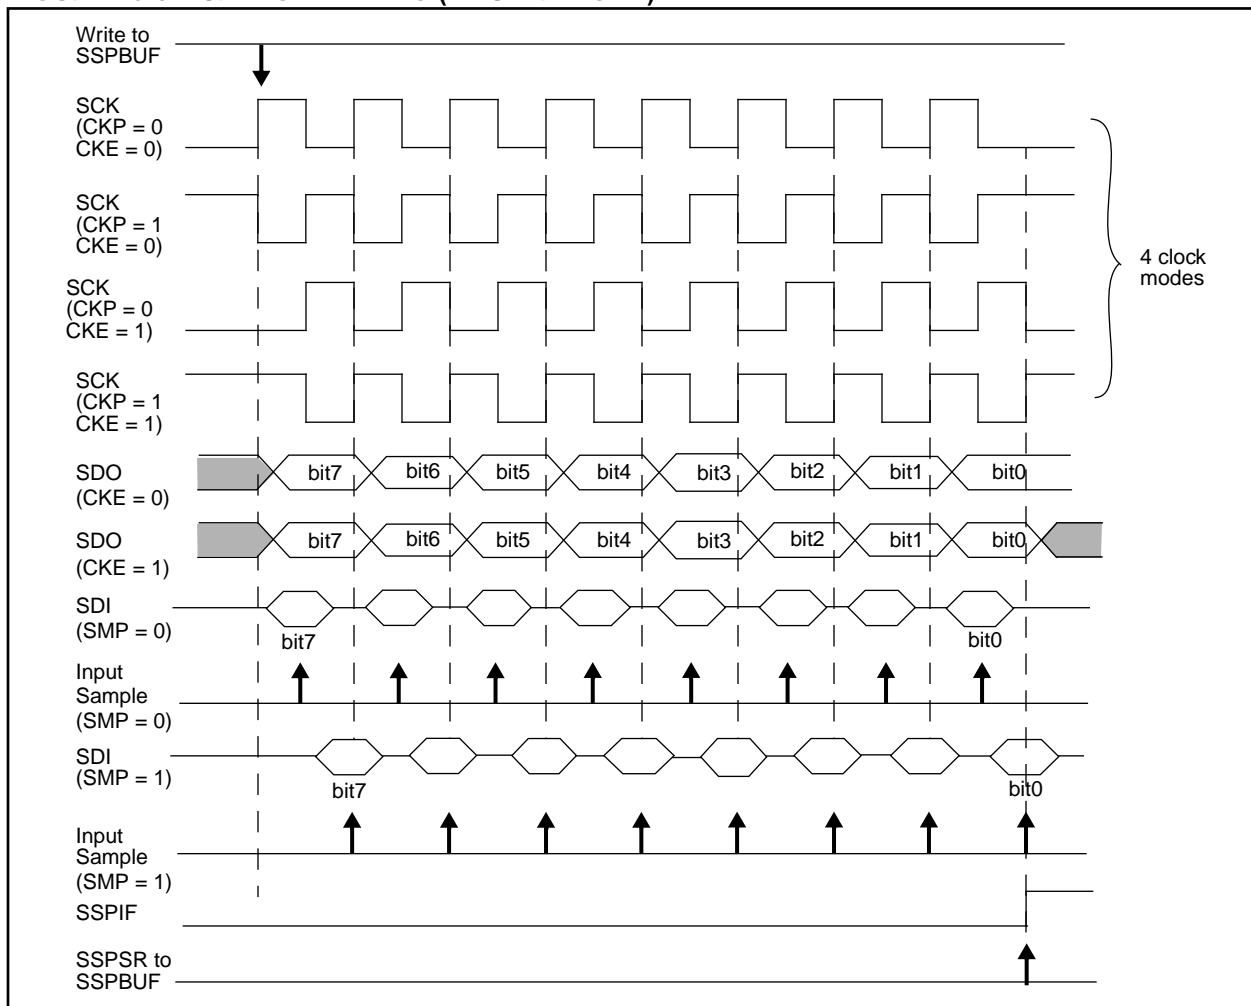 Write to
SSPBUF
SCK
(CKP = 0
CKE = 0)
SCK
(CKP = 1
CKE = 0)
SCK
(CKP = 0
CKE = 1)
SCK
(CKP = 1
CKE = 1)
4 clock
modes
SDO
(CKE = 0)
bit7 bit6 bit5 bit4 bit3 bit2 bit1 bit0
SDO
(CKE = 1)
bit7 bit6 bit5 bit4 bit3 bit2 bit1 bit0
SDI
(SMP = 0)
bit7 bit0
Input
Sample
(SMP = 0)
SDI
(SMP = 1)
bit7 bit0
Input
Sample
(SMP = 1)
SSPIF
SSPSR to
SSPBUF